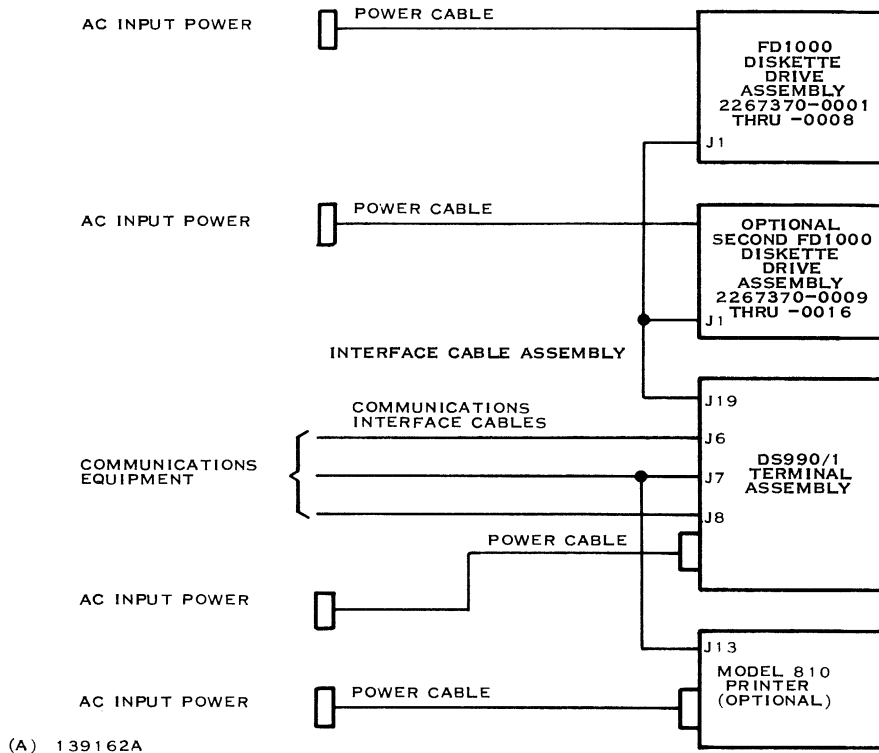 AC INPUT POWER
POWER CABLE
FD1000
DISKETTE
DRIVE
ASSEMBLY
2267370-0001
THRU -0008
J1
AC INPUT POWER
POWER CABLE
OPTIONAL
SECOND FD1000
DISKETTE
DRIVE
ASSEMBLY
2267370-0009
THRU -0016
J1
INTERFACE CABLE ASSEMBLY
J19
COMMUNICATIONS
INTERFACE CABLES
J6
COMMUNICATIONS
EQUIPMENT
J7
DS990/1
TERMINAL
ASSEMBLY
J8
POWER CABLE
AC INPUT POWER
J13
MODEL 810
PRINTER
(OPTIONAL)
AC INPUT POWER
POWER CABLE
(A) 139162A